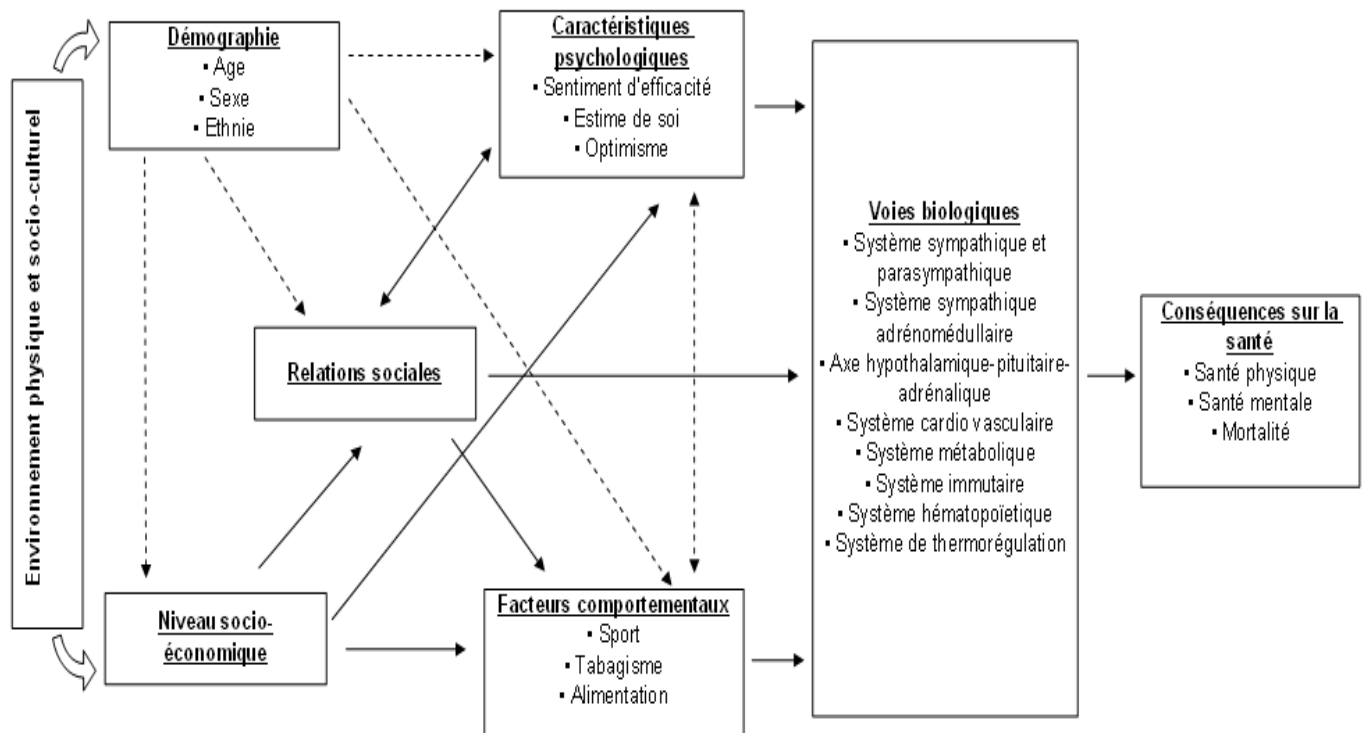 Environnement physique et socio-culturel
Démographie
▪ Age
▪ Sexe
▪ Ethnie
Caractéristiques
psychologiques
▪ Sentiment d'efficacité
▪ Estime de soi
▪ Optimisme
Relations sociales
Niveau socio-
économique
Facteurs comportementaux
▪ Sport
▪ Tabagisme
▪ Alimentation
Voies biologiques
▪ Système sympathique et
parasympathique
▪ Système sympathique
adrénomédullaire
▪ Axe hypothalamique-pituitaire-
adrénalique
▪ Système cardio vasculaire
▪ Système métabolique
▪ Système immutaire
▪ Système hématopoïetique
▪ Système de thermorégulation
Conséquences sur la
santé
▪ Santé physique
▪ Santé mentale
▪ Mortalité